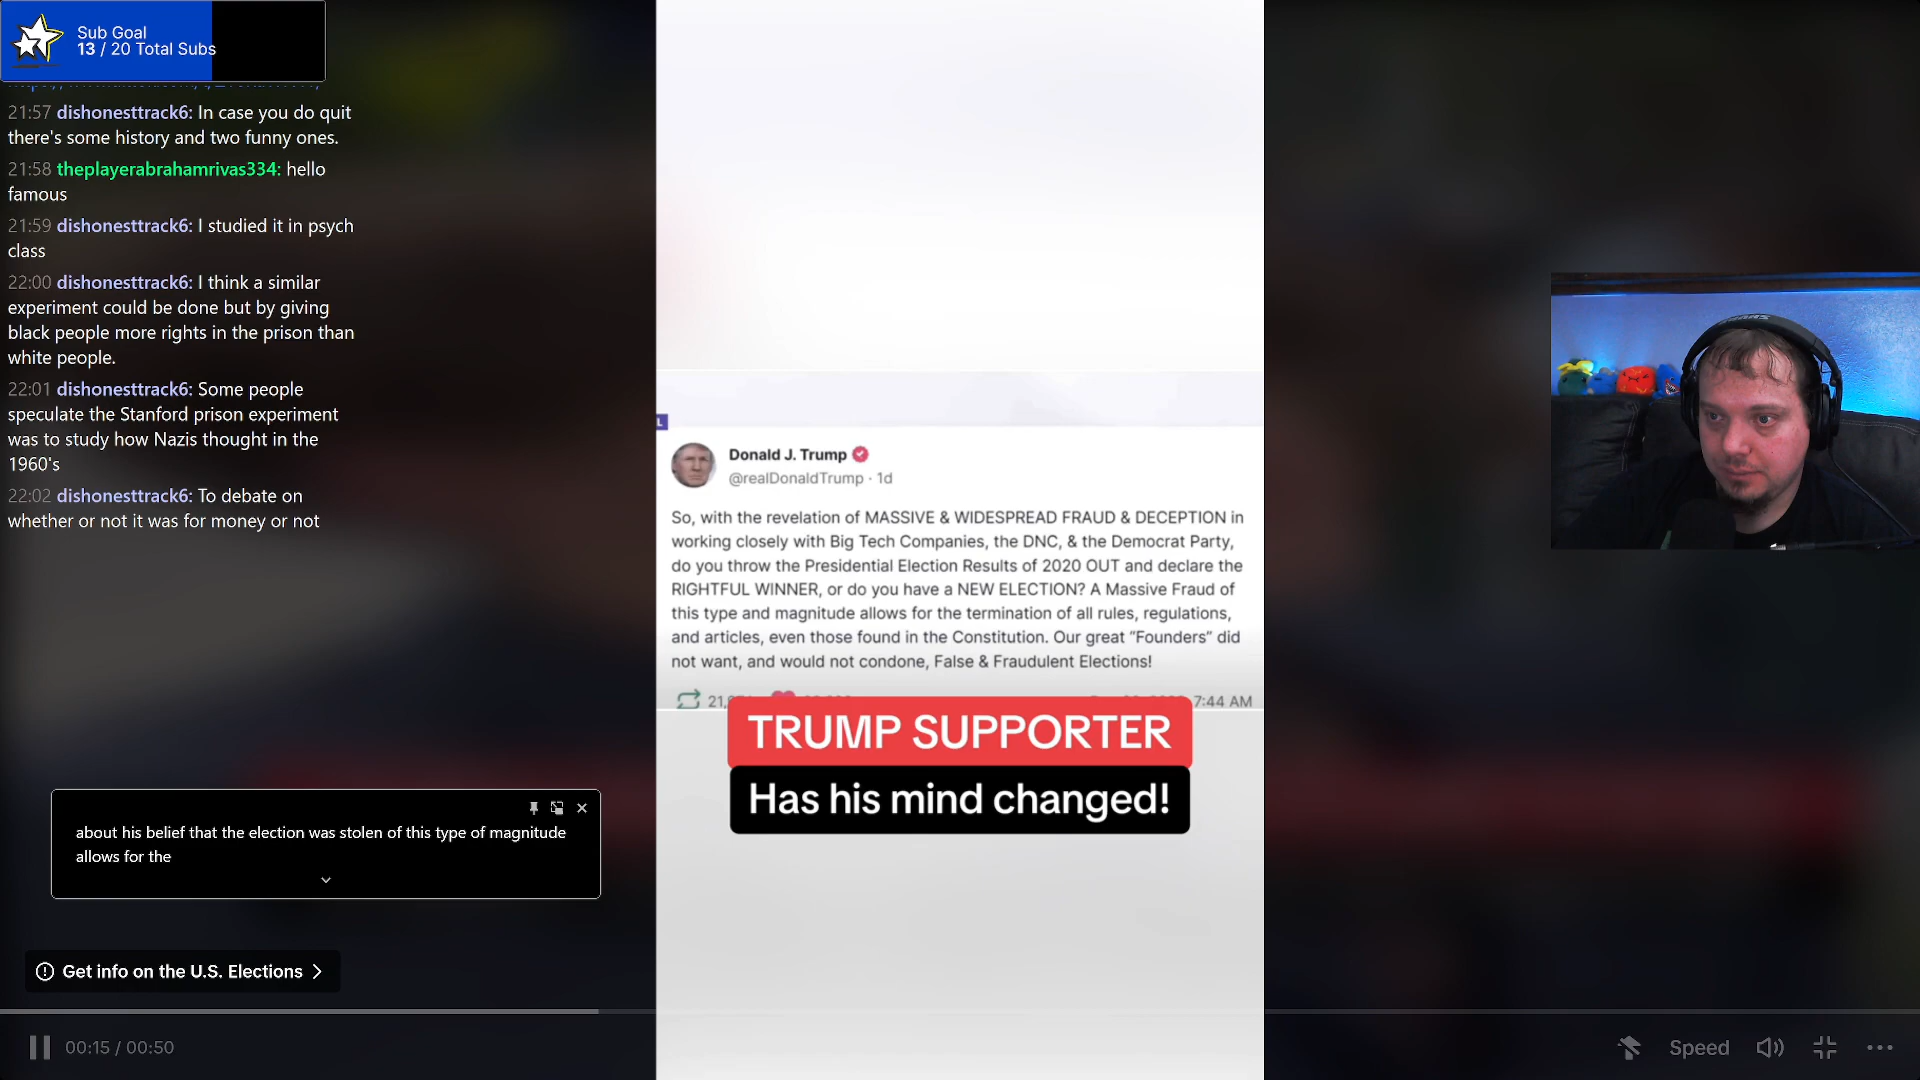 Sub Goal
13 / 20 Total Subs
21:57 dishonesttrack6: In case you do quit
there's some history and two funny ones.
21:58 theplayerabrahamrivas334: hello
famous
21:59 dishonesttrack6: I studied it in psych
class
22:00 dishonesttrack6: I think a similar
experiment could be done but by giving
black people more rights in the prison than
white people.
22:01 dishonesttrack6: Some people
speculate the Stanford prison experiment
was to study how Nazis thought in the
1960's
22:02 dishonesttrack6: To debate on
whether or not it was for money or not
about his belief that the election was stolen of this type of magnitude
allows for the
Get info on the U.S. Elections
00:15 / 00:50
L
Donald J. Trump
@realDonaldTrump · 1d
So, with the revelation of MASSIVE & WIDESPREAD FRAUD & DECEPTION in
working closely with Big Tech Companies, the DNC, & the Democrat Party,
do you throw the Presidential Election Results of 2020 OUT and declare the
RIGHTFUL WINNER, or do you have a NEW ELECTION? A Massive Fraud of
this type and magnitude allows for the termination of all rules, regulations,
and articles, even those found in the Constitution. Our great “Founders” did
not want, and would not condone, False & Fraudulent Elections!
7:44 AM
TRUMP SUPPORTER
Has his mind changed!
Speed